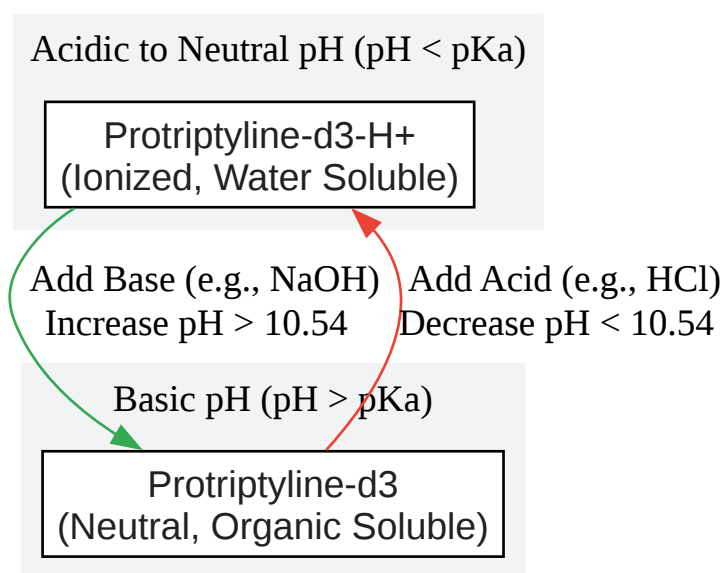 Acidic to Neutral pH (pH < pKa)
Protriptyline-d3-H+
(Ionized, Water Soluble)
Add Base (e.g., NaOH)
Increase pH > 10.54
Add Acid (e.g., HCl)
Decrease pH < 10.54
Basic pH (pH > pKa)
Protriptyline-d3
(Neutral, Organic Soluble)